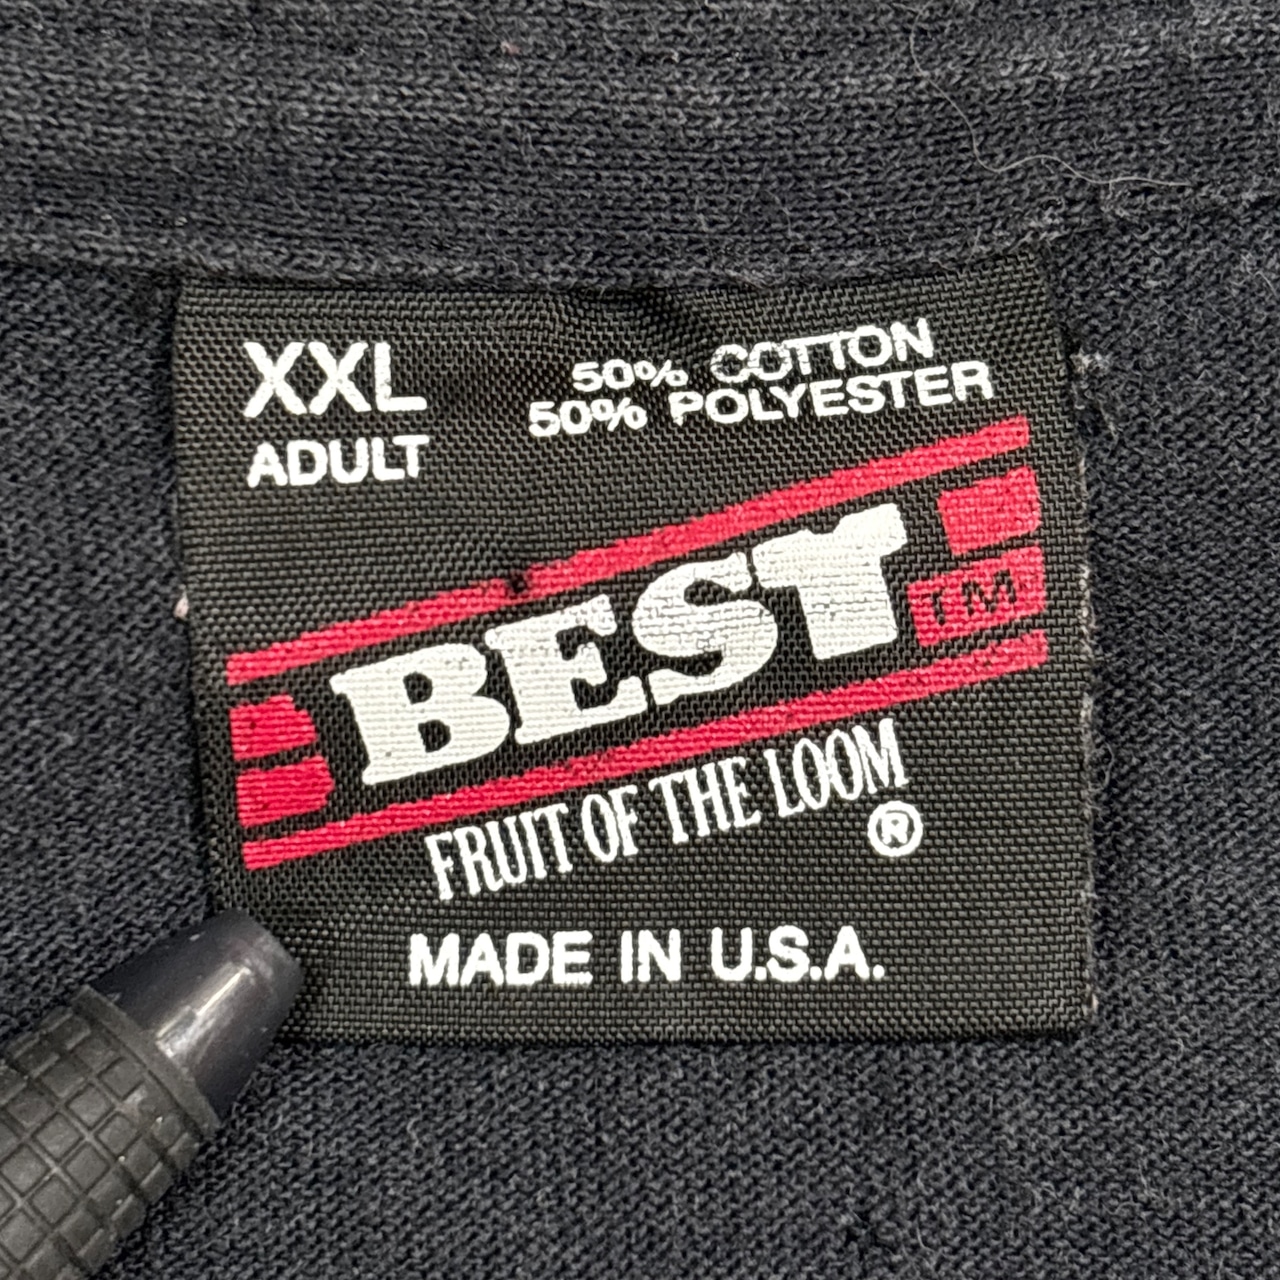 XXL
ADULT
50% COTTON
50% POLYESTER
BEST
TM
FRUIT OF THE LOOM
®
MADE IN U.S.A.